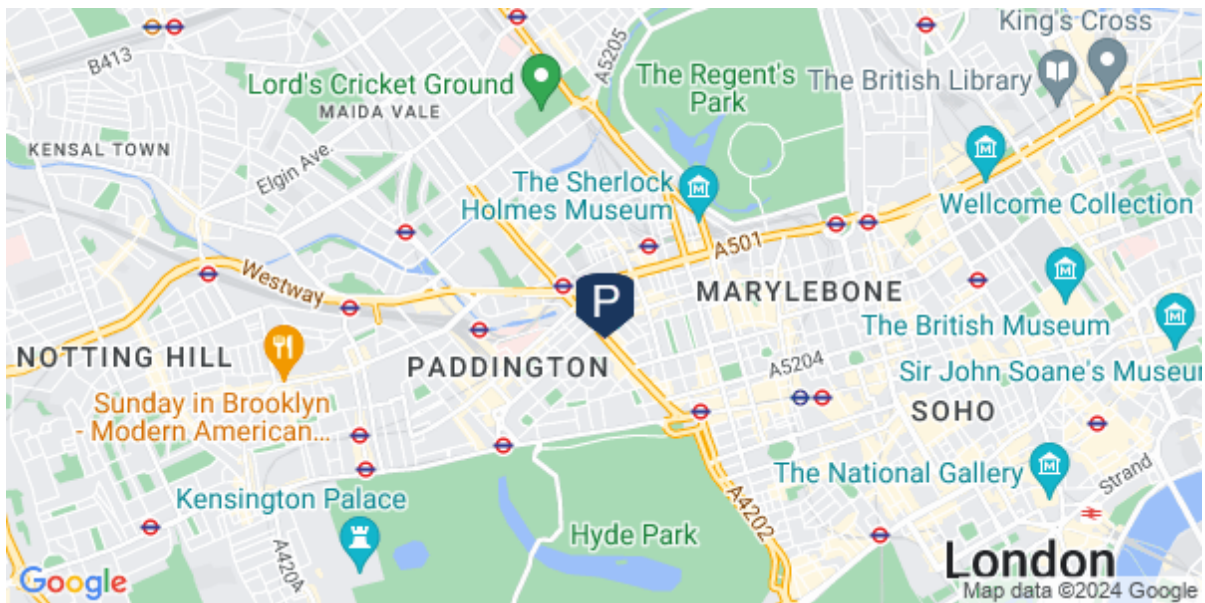 King's Cross
B413
A5205
Lord's Cricket Ground
The Regent's
Park
The British Library
MAIDA VALE
KENSAL TOWN
Elgin Ave.
The Sherlock
Holmes Museum
Wellcome Collection
A501
Westway
P
MARYLEBONE
The British Museum
NOTTING HILL
PADDINGTON
A5204
Sir John Soane's Museum
Sunday in Brooklyn
- Modern American...
SOHO
The National Gallery
Strand
Kensington Palace
A4202
Hyde Park
A4204
London
Google
Map data ©2024 Google